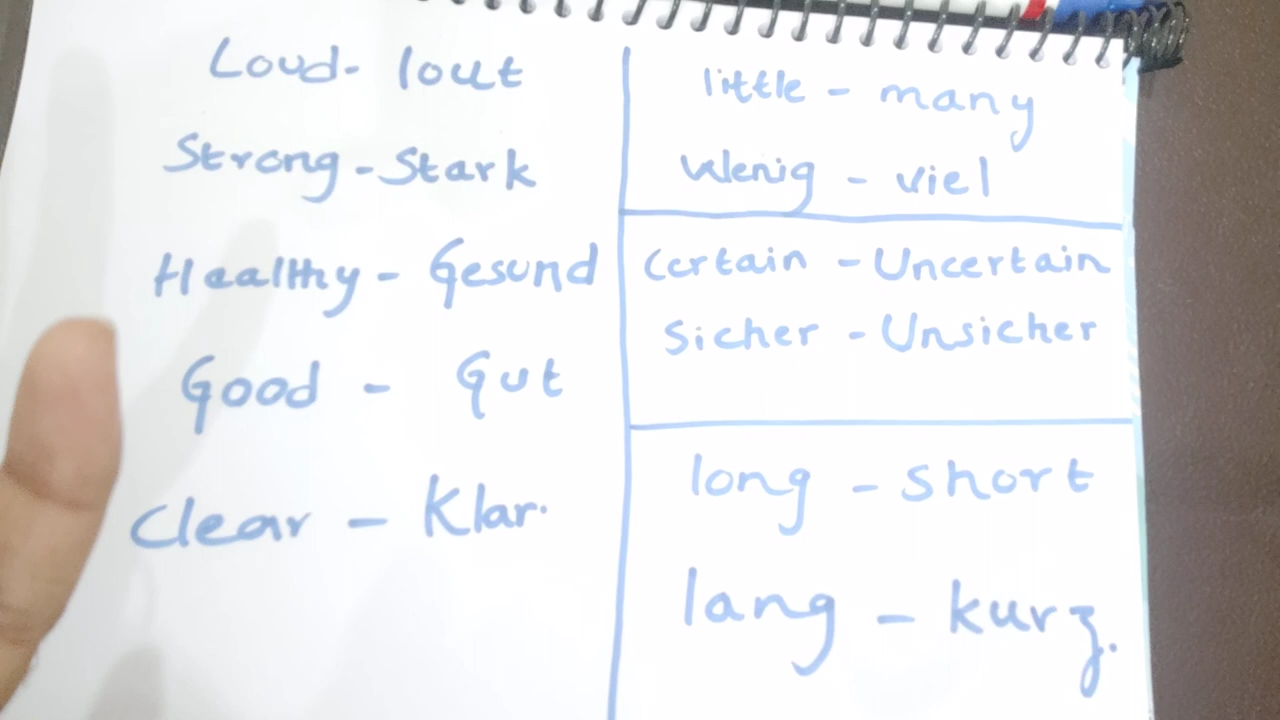 Loud- lout
Strong-Stark
Healthy- Gesund
Good - Gut
Clear - Klar.
little - many
Wenig - viel
Certain - Uncertain
Sicher - Unsicher
long - short
lang - kurz.